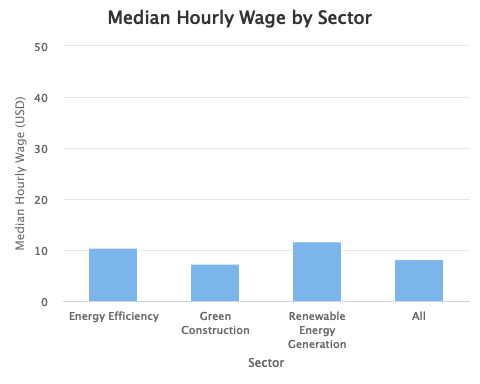 Median Hourly Wage by Sector
Median Hourly Wage (USD)
50
40
30
20
10
0
Energy Efficiency
Green
Construction
Renewable
Energy
Generation
All
Sector